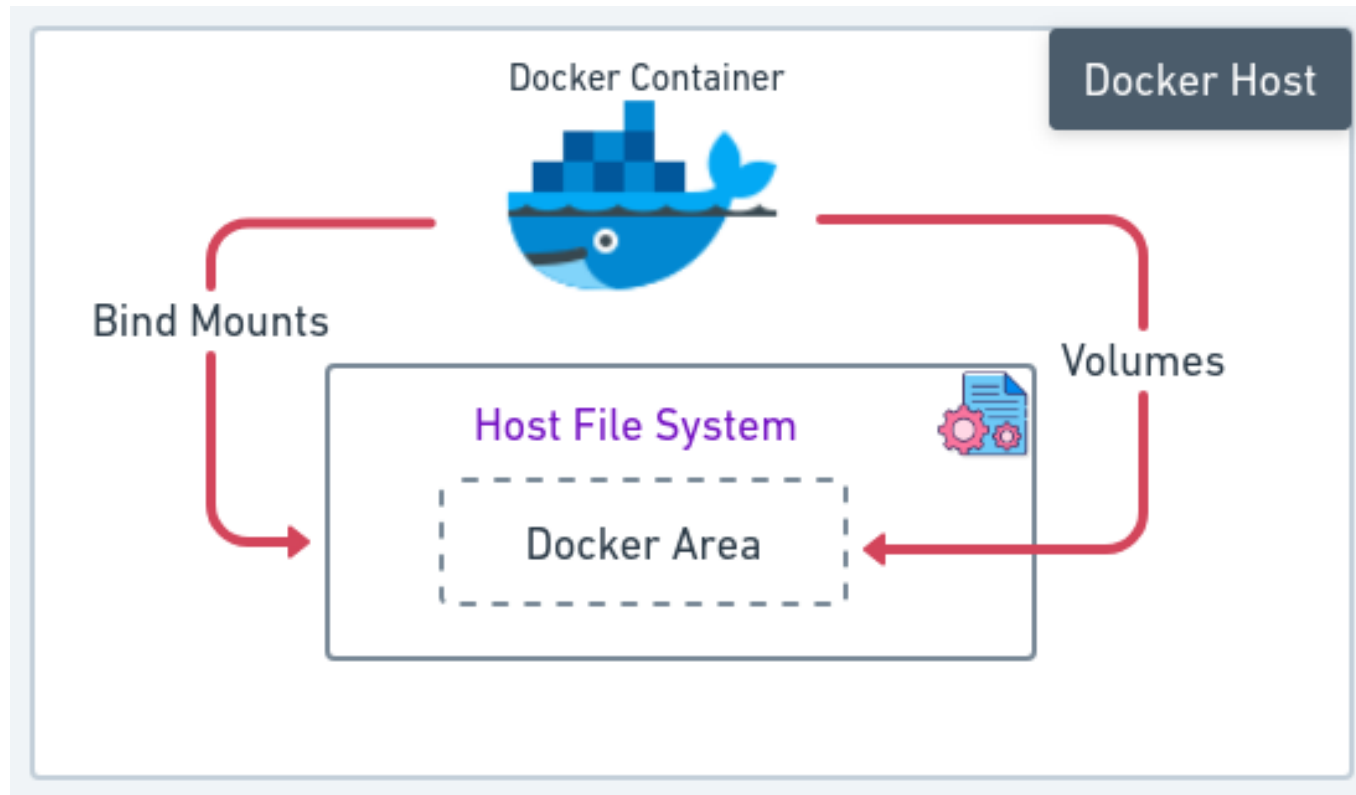 Docker Container
Docker Host
Bind Mounts
Volumes
Host File System
Docker Area